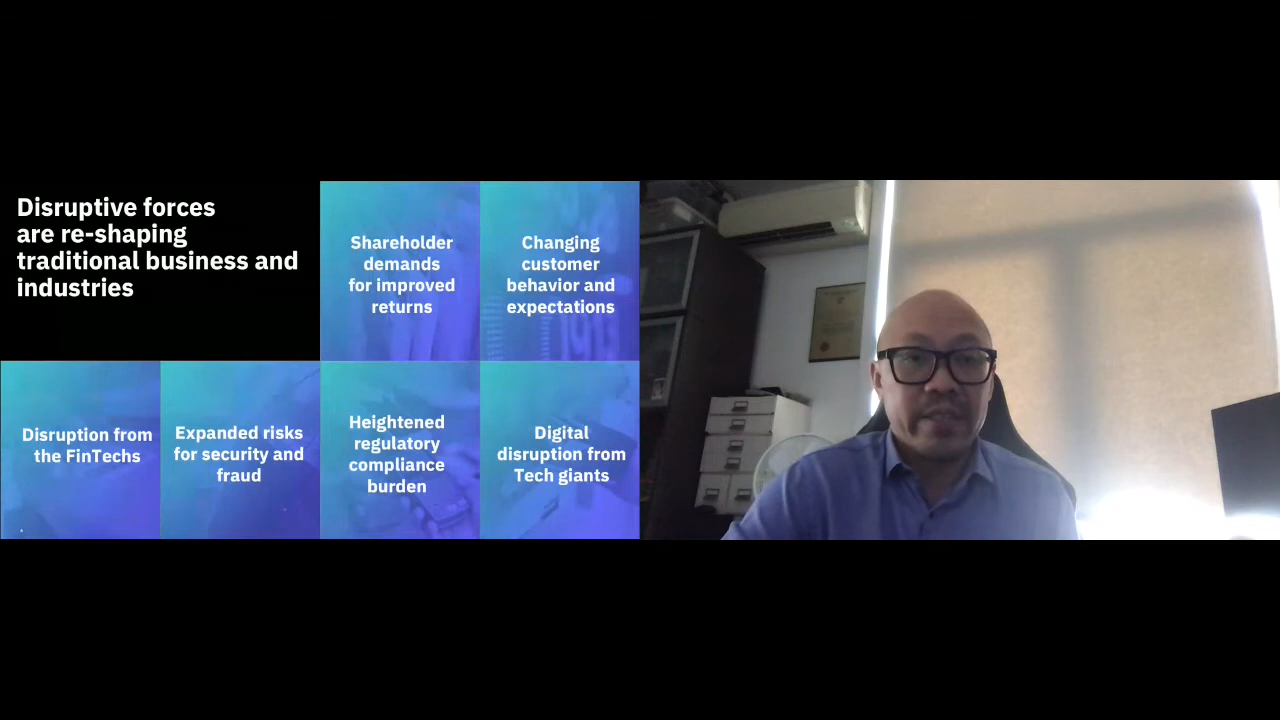 Disruptive forces
are re-shaping
traditional business and
industries
Shareholder
demands
for improved
returns
Changing
customer
behavior and
expectations
Disruption from
the FinTechs
Expanded risks
for security and
fraud
Heightened
regulatory
compliance
burden
Digital
disruption from
Tech giants